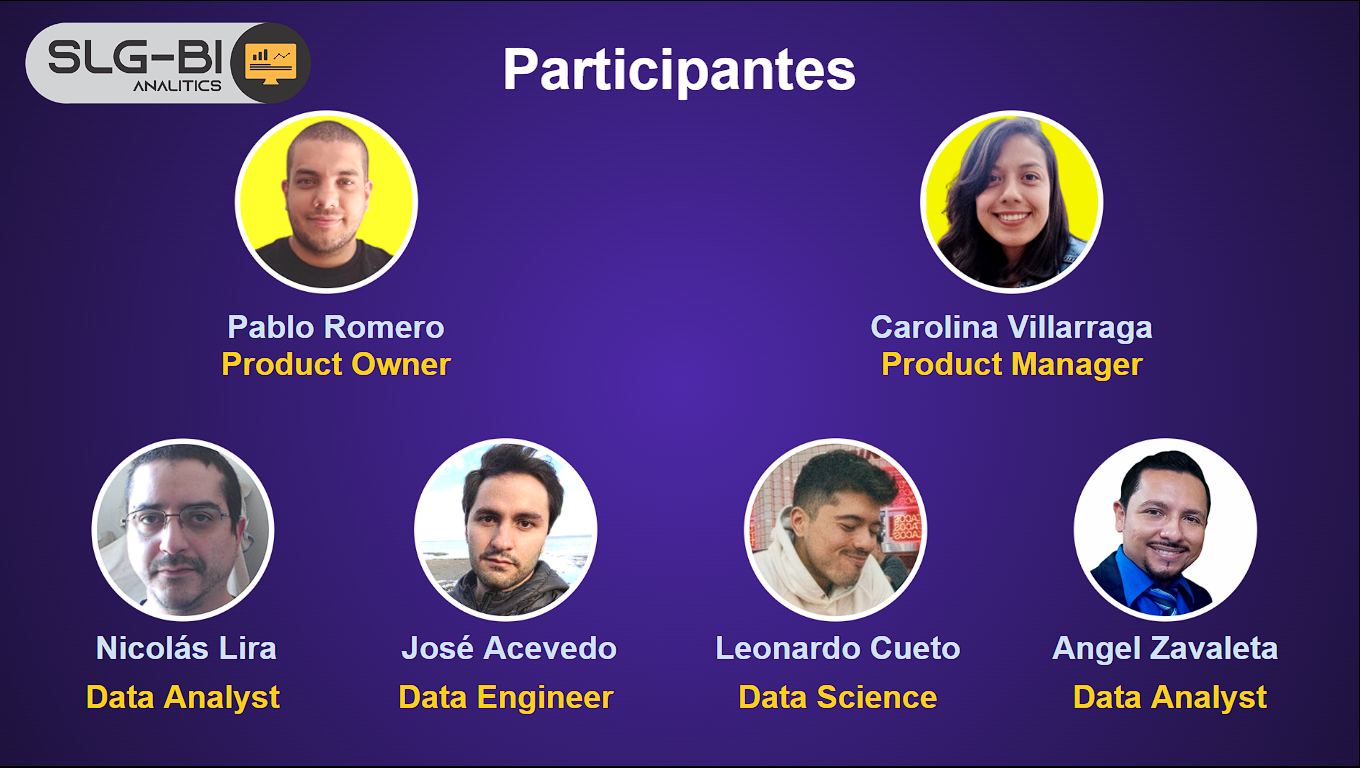 SLG-BI
ANALITICS
Participantes
Pablo Romero
Product Owner
Carolina Villarraga
Product Manager
Nicolás Lira
Data Analyst
José Acevedo
Data Engineer
Leonardo Cueto
Data Science
Angel Zavaleta
Data Analyst